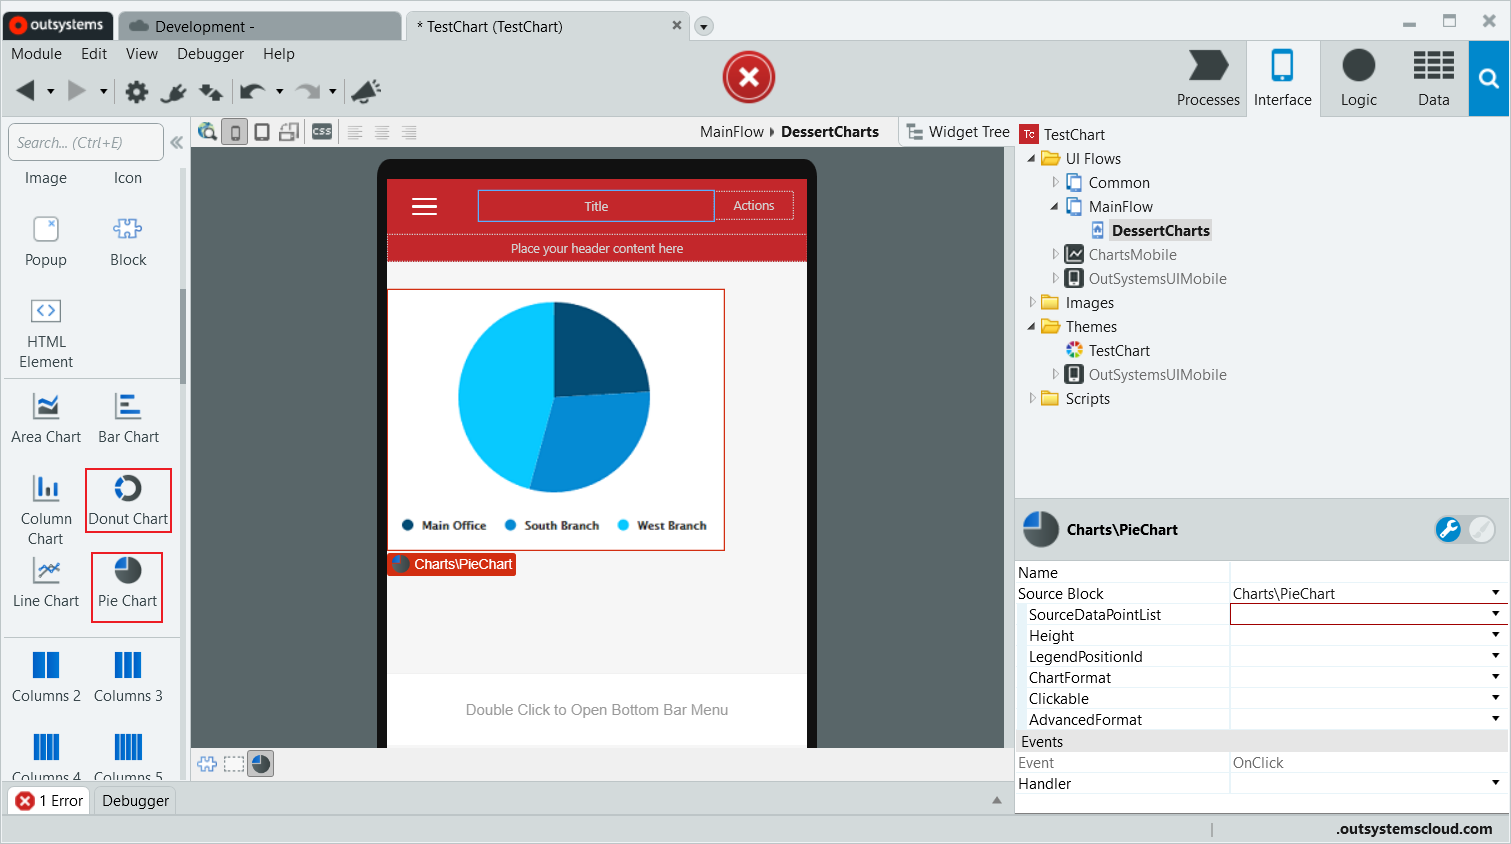 outsystems
Development -
* TestChart (TestChart)
Module Edit View Debugger Help
Processes Interface Logic Data
Search... (Ctrl+E)
CSS
MainFlow DessertCharts
Widget Tree
Image Icon
Popup Block
HTML
Element
Area Chart Bar Chart
Column
Chart
Donut Chart
Line Chart Pie Chart
Columns 2 Columns 3
Columns 4 Columns 5
Title
Actions
Place your header content here
Main Office South Branch West Branch
Charts\PieChart
Double Click to Open Bottom Bar Menu
Tc TestChart
UI Flows
Common
MainFlow
DessertCharts
ChartsMobile
OutSystemsUIMobile
Images
Themes
TestChart
OutSystemsUIMobile
Scripts
Charts\PieChart
Name
Source Block Charts\PieChart
SourceDataPointList
Height
LegendPositionId
ChartFormat
Clickable
AdvancedFormat
Events
Event OnClick
Handler
1 Error Debugger
.outsystemscloud.com